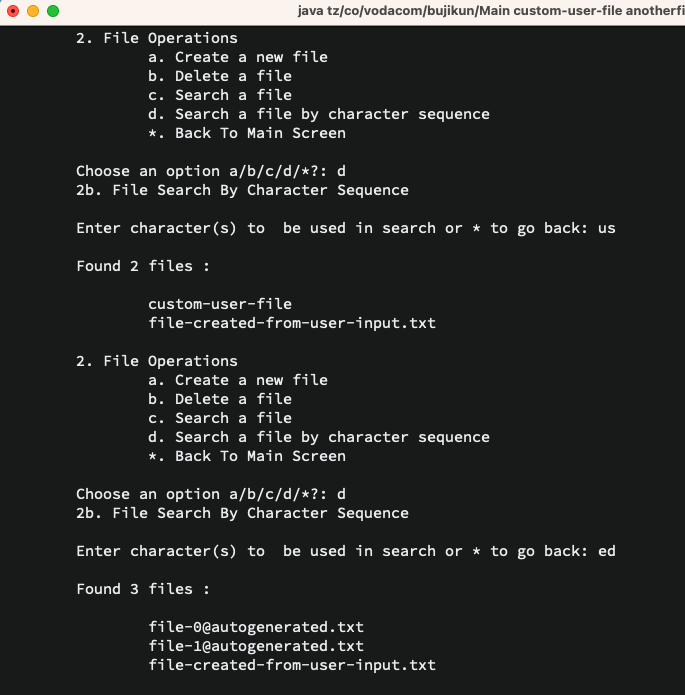 java tz/co/vodacom/bujikun/Main custom-user-file anotherfi
2. File Operations
a. Create a new file
b. Delete a file
c. Search a file
d. Search a file by character sequence
*. Back To Main Screen
Choose an option a/b/c/d/*?: d
2b. File Search By Character Sequence
Enter character(s) to  be used in search or * to go back: us
Found 2 files :
custom-user-file
file-created-from-user-input.txt
2. File Operations
a. Create a new file
b. Delete a file
c. Search a file
d. Search a file by character sequence
*. Back To Main Screen
Choose an option a/b/c/d/*?: d
2b. File Search By Character Sequence
Enter character(s) to  be used in search or * to go back: ed
Found 3 files :
file-0@autogenerated.txt
file-1@autogenerated.txt
file-created-from-user-input.txt